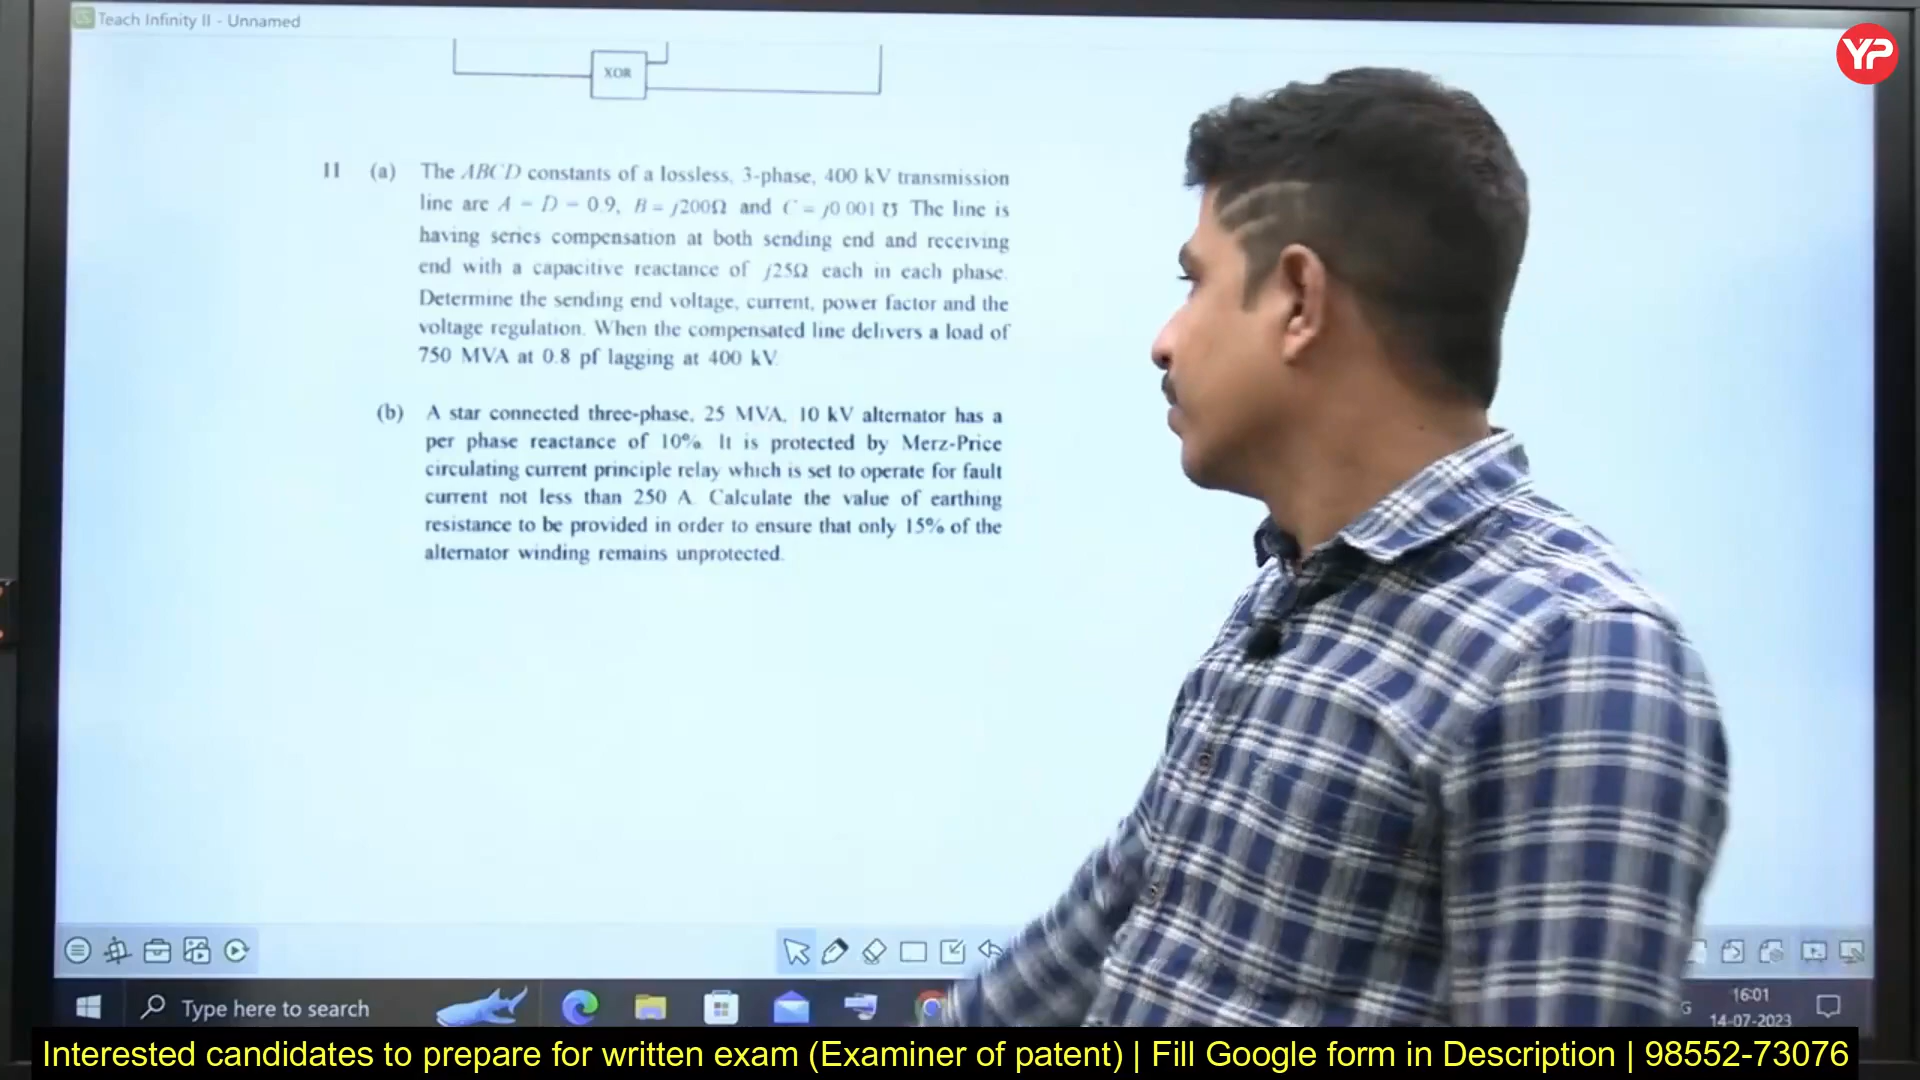 Teach Infinity II - Unnamed
YP
XOR
11 (a) The ABCD constants of a lossless, 3-phase, 400 kV transmission
line are A = D = 0.9, B = j200Ω and C = j0 001 ℧ The line is
having series compensation at both sending end and receiving
end with a capacitive reactance of j25Ω each in each phase.
Determine the sending end voltage, current, power factor and the
voltage regulation. When the compensated line delivers a load of
750 MVA at 0.8 pf lagging at 400 kV.
(b) A star connected three-phase, 25 MVA, 10 kV alternator has a
per phase reactance of 10%. It is protected by Merz-Price
circulating current principle relay which is set to operate for fault
current not less than 250 A. Calculate the value of earthing
resistance to be provided in order to ensure that only 15% of the
alternator winding remains unprotected.
Type here to search
G
16:01
14-07-2023
Interested candidates to prepare for written exam (Examiner of patent) | Fill Google form in Description | 98552-73076